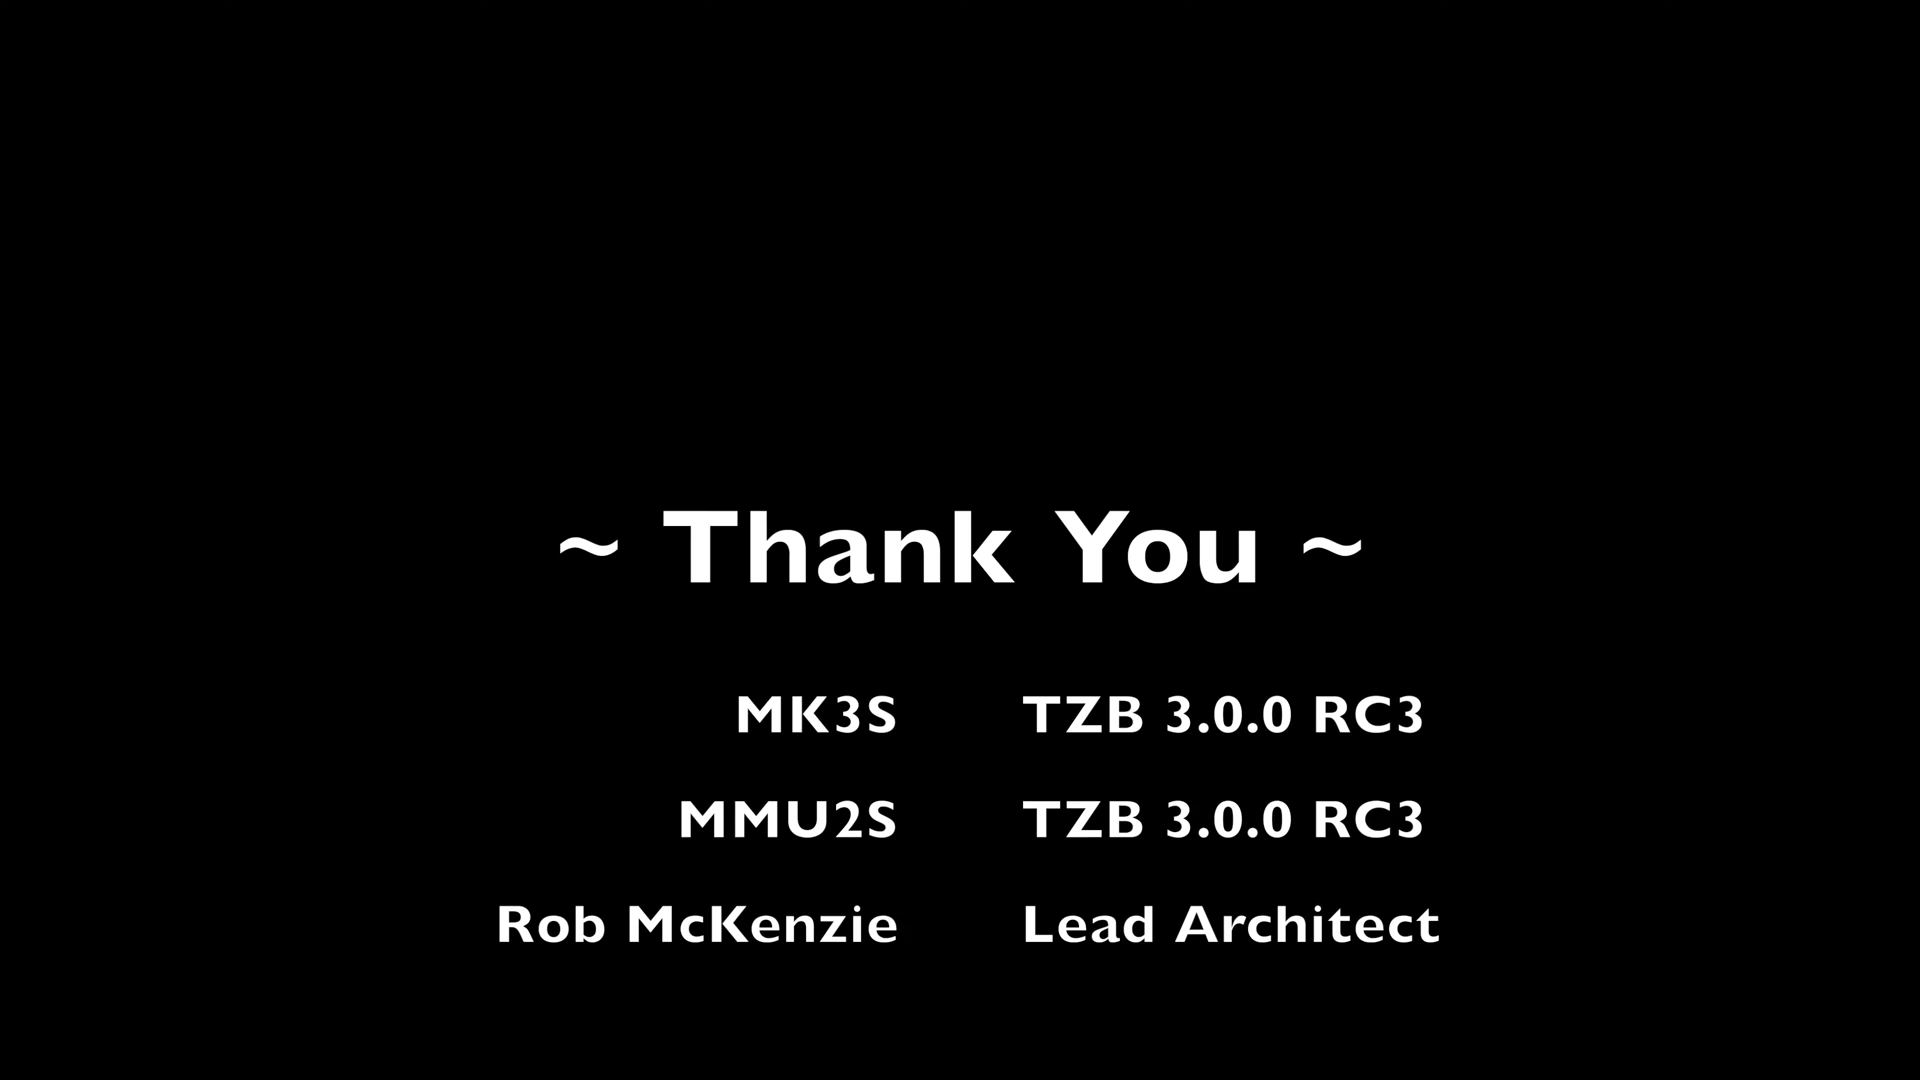 ~ Thank You ~
MK3S TZB 3.0.0 RC3
MMU2S TZB 3.0.0 RC3
Rob McKenzie Lead Architect